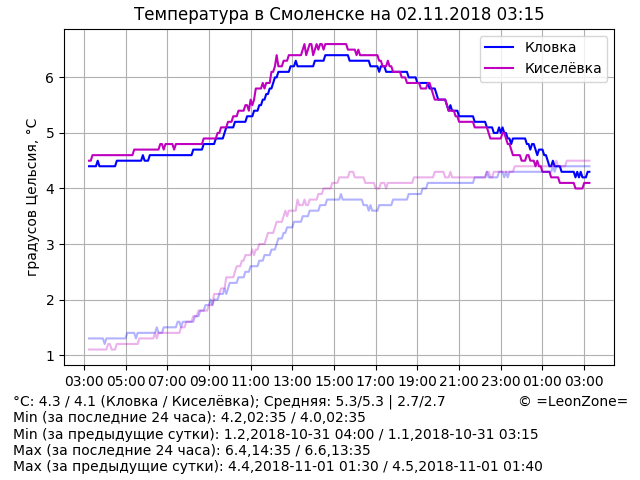 Температура в Смоленске на 02.11.2018 03:15
Кловка
Киселёвка
градусов Цельсия, °C
6
5
4
3
2
1
03:00 05:00 07:00 09:00 11:00 13:00 15:00 17:00 19:00 21:00 23:00 01:00 03:00
°C: 4.3 / 4.1 (Кловка / Киселёвка); Средняя: 5.3/5.3 | 2.7/2.7 © =LeonZone=
Min (за последние 24 часа): 4.2,02:35 / 4.0,02:35
Min (за предыдущие сутки): 1.2,2018-10-31 04:00 / 1.1,2018-10-31 03:15
Max (за последние 24 часа): 6.4,14:35 / 6.6,13:35
Max (за предыдущие сутки): 4.4,2018-11-01 01:30 / 4.5,2018-11-01 01:40